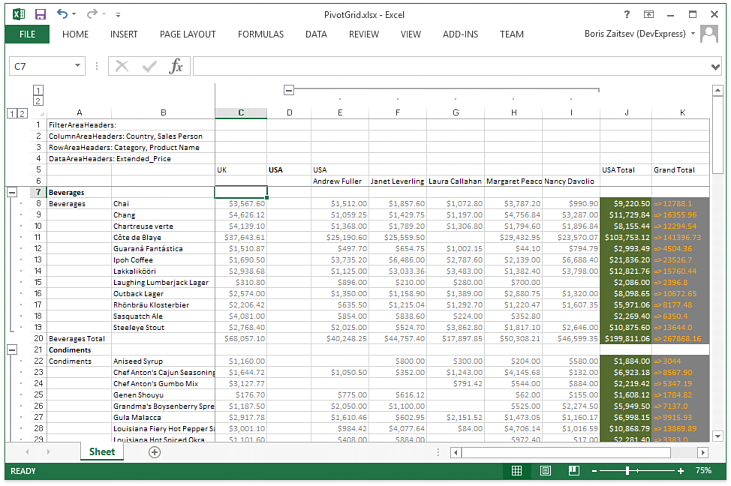 PivotGrid.xlsx - Excel
FILE HOME INSERT PAGE LAYOUT FORMULAS DATA REVIEW VIEW ADD-INS TEAM Boris Zaitsev (DevExpress)
C7 fx
1
2
1 2 A B C D E F G H I J K
1 FilterAreaHeaders:
2 ColumnAreaHeaders: Country, Sales Person
3 RowAreaHeaders: Category, Product Name
4 DataAreaHeaders: Extended_Price
5 UK USA USA USA Total Grand Total
6 Andrew Fuller Janet Leverling Laura Callahan Margaret Peaco Nancy Davolio
7 Beverages
8 Beverages Chai $3,567.60 $1,512.00 $1,857.60 $1,072.80 $3,787.20 $990.90 $9,220.50 => 12788.1
9 Chang $4,626.12 $1,059.25 $1,429.75 $1,197.00 $4,756.84 $3,287.00 $11,729.84 => 16355.96
10 Chartreuse verte $4,139.10 $1,368.00 $1,789.20 $1,306.80 $1,794.60 $1,896.84 $8,155.44 => 12294.54
11 Côte de Blaye $37,643.61 $25,190.60 $25,559.50 $29,432.95 $23,570.07 $103,753.12 => 141396.73
12 Guaraná Fantástica $1,510.87 $497.70 $654.75 $1,002.15 $44.10 $794.79 $2,993.49 => 4504.36
13 Ipoh Coffee $1,690.50 $3,735.20 $6,486.00 $2,787.60 $2,139.00 $6,688.40 $21,836.20 => 23526.7
14 Lakkalikööri $2,938.68 $1,125.00 $3,033.36 $3,483.00 $1,382.40 $3,798.00 $12,821.76 => 15760.44
15 Laughing Lumberjack Lager $310.80 $896.00 $210.00 $280.00 $700.00 $2,086.00 => 2396.8
16 Outback Lager $2,574.00 $1,350.00 $1,158.90 $1,389.00 $2,880.75 $1,320.00 $8,098.65 => 10672.65
17 Rhönbräu Klosterbier $2,206.42 $635.50 $1,215.04 $1,292.70 $1,220.47 $1,607.35 $5,971.06 => 8177.48
18 Sasquatch Ale $4,081.00 $854.00 $838.60 $224.00 $352.80 $2,269.40 => 6350.4
19 Steeleye Stout $2,768.40 $2,025.00 $524.70 $3,862.80 $1,817.10 $2,646.00 $10,875.60 => 13644.0
20 Beverages Total $68,057.10 $40,248.25 $44,757.40 $17,897.85 $50,308.21 $46,599.35 $199,811.06 => 267868.16
21 Condiments
22 Condiments Aniseed Syrup $1,160.00 $800.00 $300.00 $204.00 $580.00 $1,884.00 => 3044
23 Chef Anton's Cajun Seasoning $1,644.72 $1,050.50 $352.00 $1,243.00 $4,145.68 $132.00 $6,923.18 => 8567.90
24 Chef Anton's Gumbo Mix $3,127.77 $791.42 $544.00 $884.00 $2,219.42 => 5347.19
25 Genen Shouyu $176.70 $775.00 $616.12 $62.00 $155.00 $1,608.12 => 1784.82
26 Grandma's Boysenberry Spre $1,187.50 $2,050.00 $1,100.00 $525.00 $2,274.50 $5,949.50 => 7137.0
27 Gula Malacca $2,917.78 $1,610.46 $602.95 $2,151.52 $1,473.05 $1,160.17 $6,998.15 => 9915.93
28 Louisiana Fiery Hot Pepper Sa $3,001.10 $984.42 $4,077.64 $84.00 $4,706.14 $1,016.59 $10,868.79 => 13869.89
29 Louisiana Hot Spiced Okra $1,101.60 $408.00 $884.00 $972.40 $17.00 $2,281.40 => 3383.0
Sheet
READY 75%